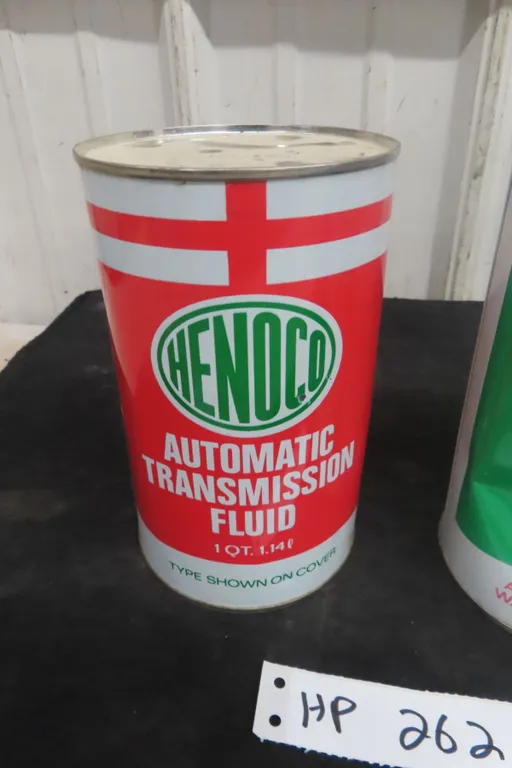 HENOCO
AUTOMATIC
TRANSMISSION
FLUID
1 QT. 1.14 ℓ
TYPE SHOWN ON COVER
HP 262